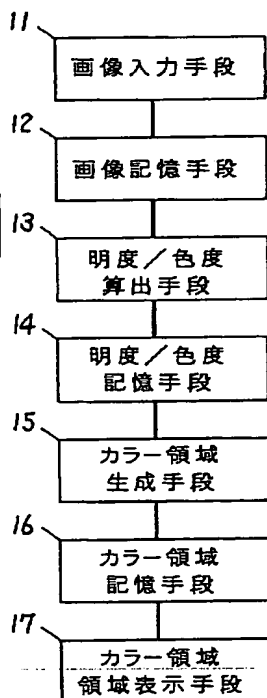 11
画像入力手段
12
画像記憶手段
13
明度／色度
算出手段
14
明度／色度
記憶手段
15
カラー領域
生成手段
16
カラー領域
記憶手段
17
カラー領域
領域表示手段